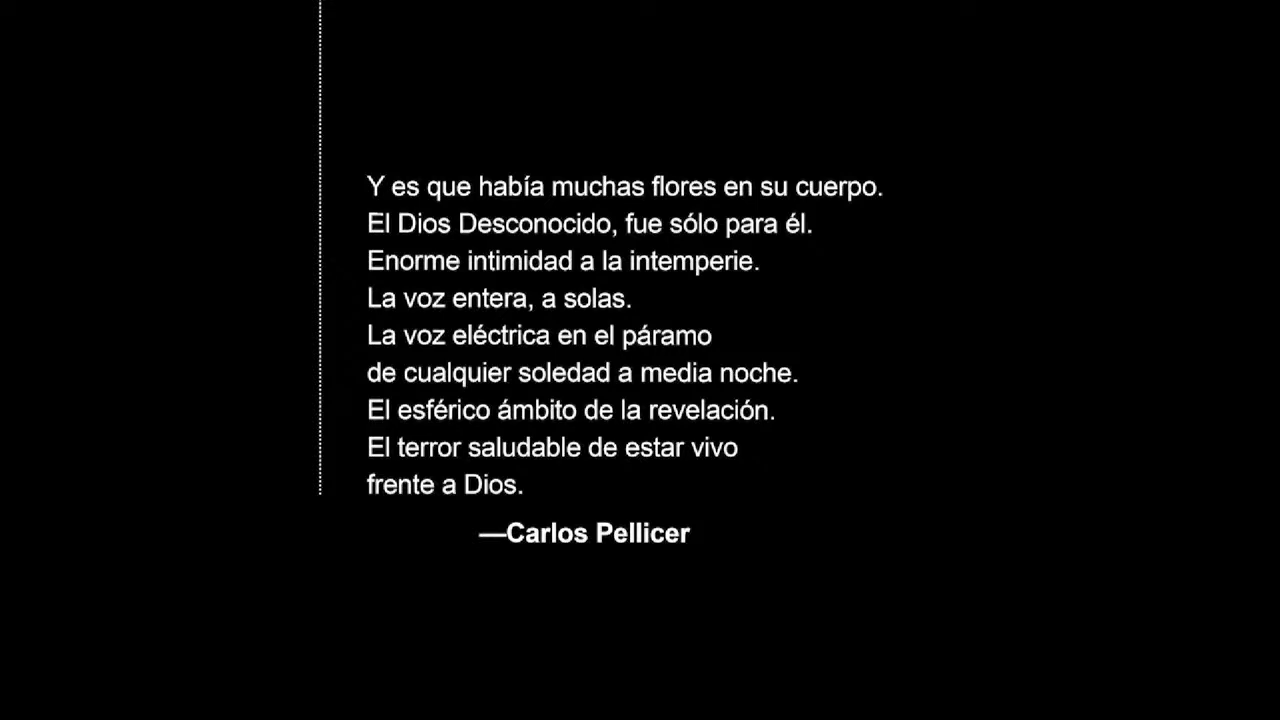 Y es que había muchas flores en su cuerpo.
El Dios Desconocido, fue sólo para él.
Enorme intimidad a la intemperie.
La voz entera, a solas.
La voz eléctrica en el páramo
de cualquier soledad a media noche.
El esférico ámbito de la revelación.
El terror saludable de estar vivo
frente a Dios.
—Carlos Pellicer